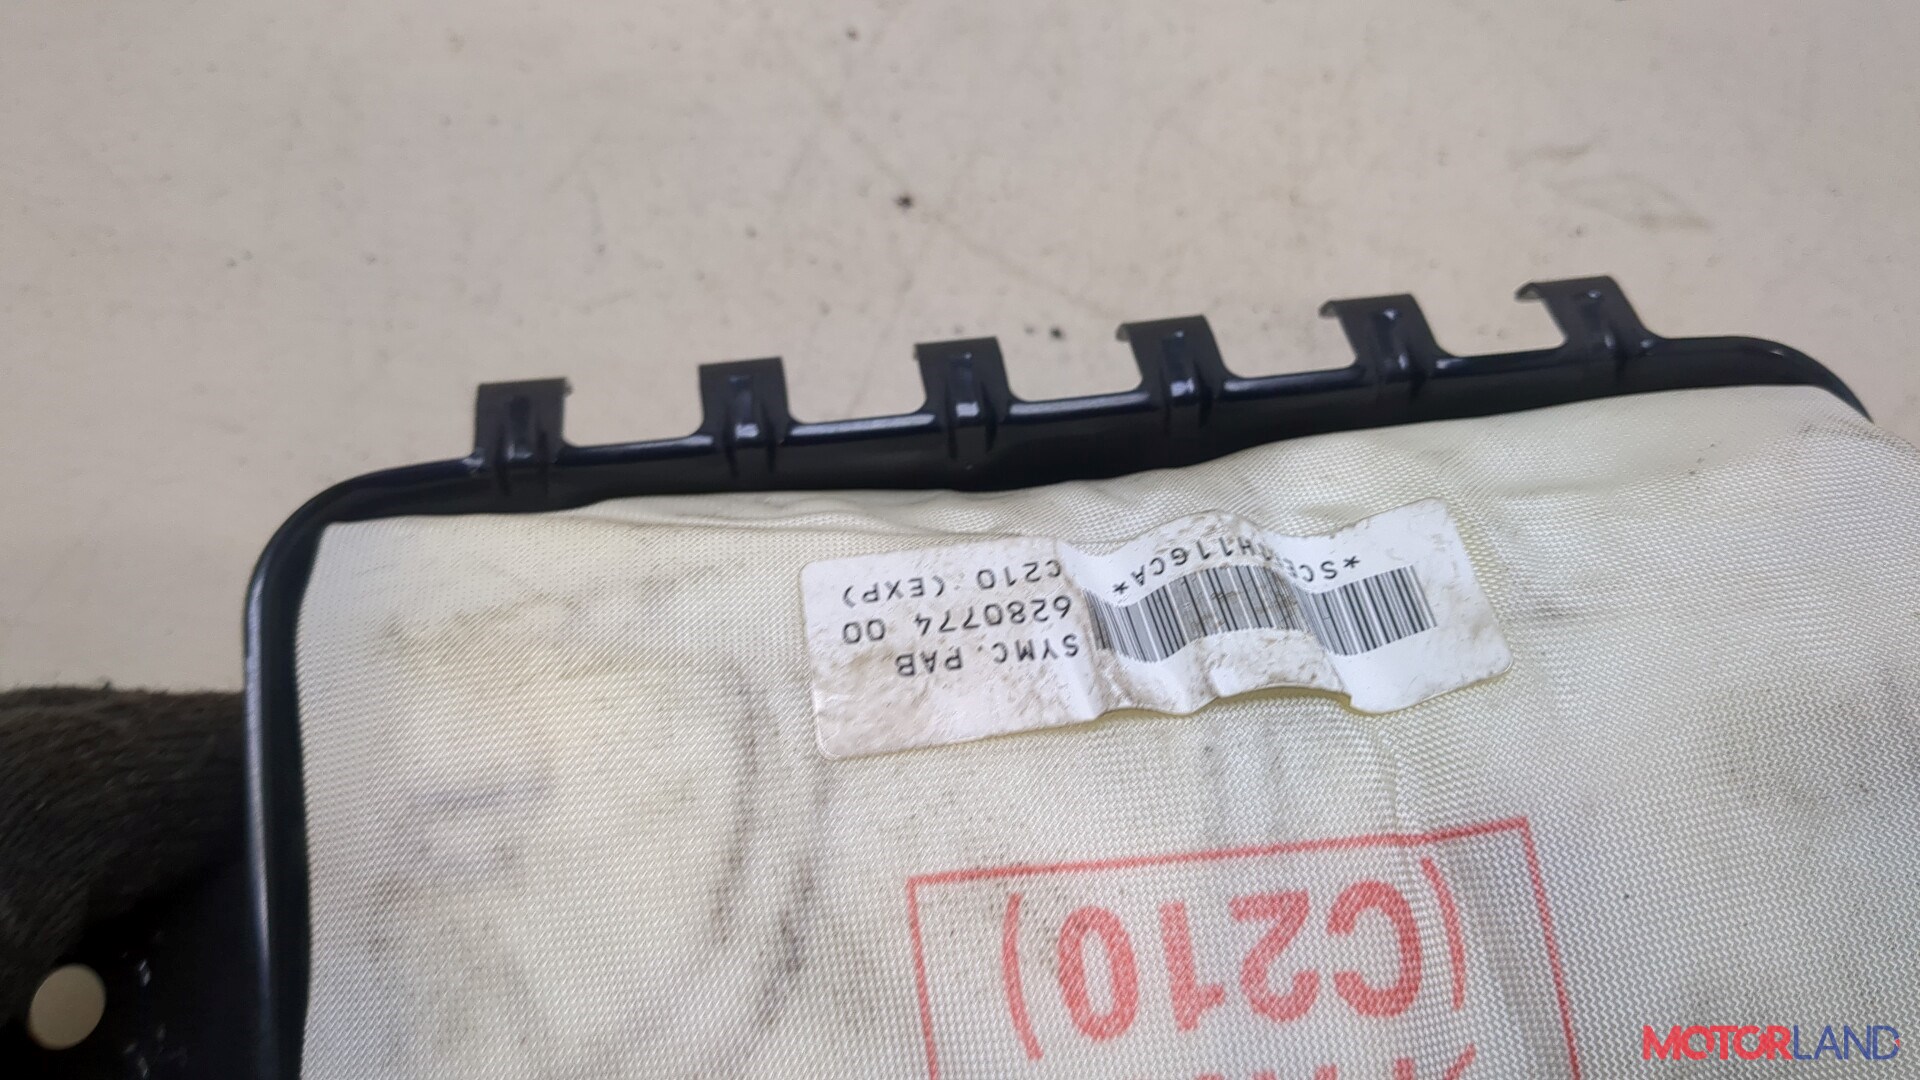 SYMC. PAB
6280774 00
C210 (EXP)
(C210)
MOTORLAND